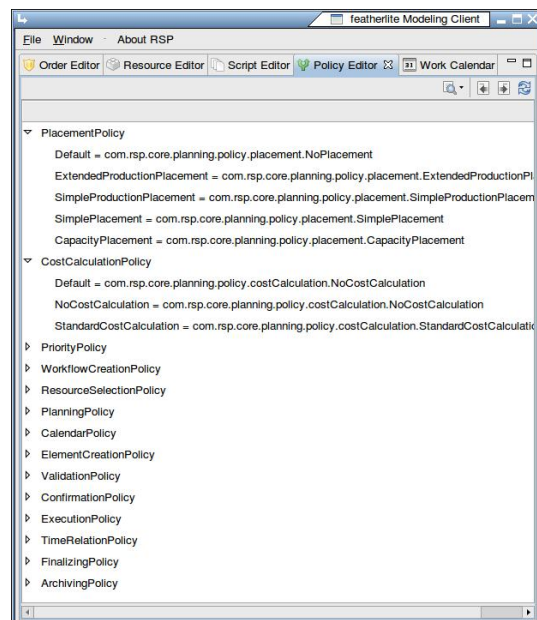 featherlite Modeling Client
File Window About RSP
Order Editor Resource Editor Script Editor Policy Editor 31 Work Calendar
PlacementPolicy
Default = com.rsp.core.planning.policy.placement.NoPlacement
ExtendedProductionPlacement = com.rsp.core.planning.policy.placement.ExtendedProductionPl
SimpleProductionPlacement = com.rsp.core.planning.policy.placement.SimpleProductionPlacem
SimplePlacement = com.rsp.core.planning.policy.placement.SimplePlacement
CapacityPlacement = com.rsp.core.planning.policy.placement.CapacityPlacement
CostCalculationPolicy
Default = com.rsp.core.planning.policy.costCalculation.NoCostCalculation
NoCostCalculation = com.rsp.core.planning.policy.costCalculation.NoCostCalculation
StandardCostCalculation = com.rsp.core.planning.policy.costCalculation.StandardCostCalculatio
PriorityPolicy
WorkflowCreationPolicy
ResourceSelectionPolicy
PlanningPolicy
CalendarPolicy
ElementCreationPolicy
ValidationPolicy
ConfirmationPolicy
ExecutionPolicy
TimeRelationPolicy
FinalizingPolicy
ArchivingPolicy